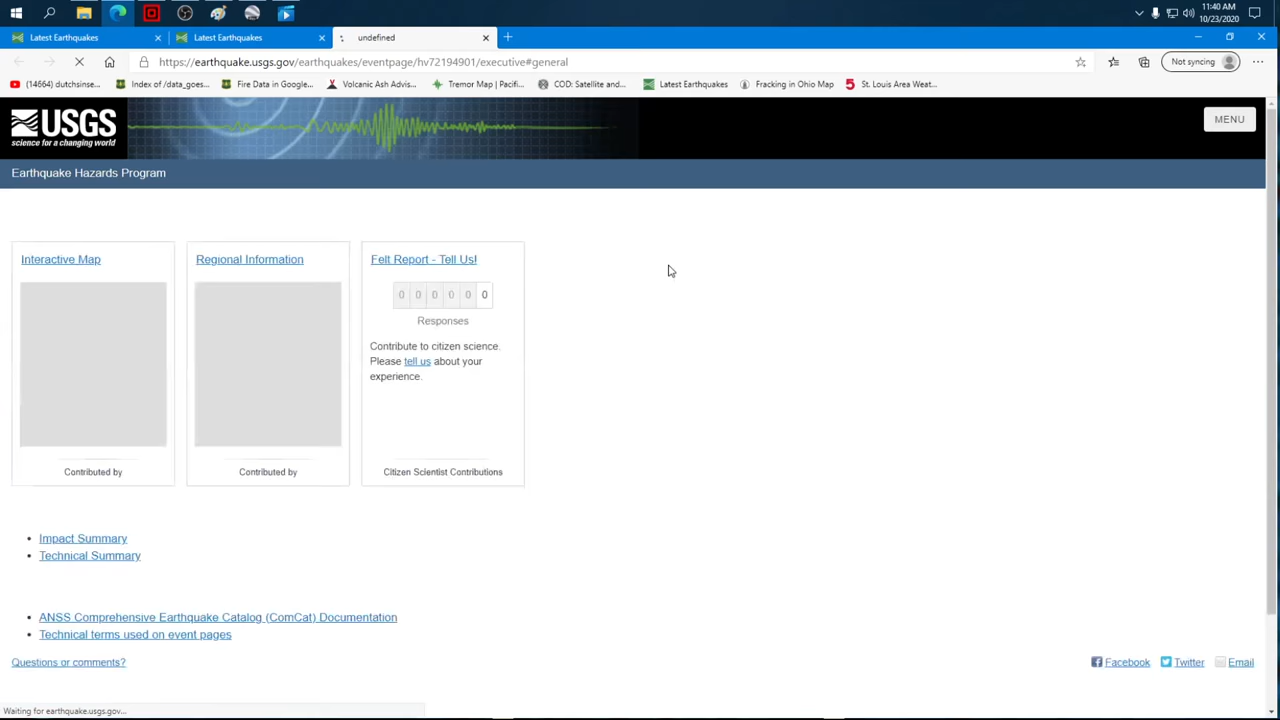 11:40 AM
10/23/2020
Latest Earthquakes
Latest Earthquakes
undefined
https://earthquake.usgs.gov/earthquakes/eventpage/hv72194901/executive#general
Not syncing
(14664) dutchsinse...
Index of /data_goes...
Fire Data in Google...
Volcanic Ash Advis...
Tremor Map | Pacifi...
COD: Satellite and...
Latest Earthquakes
Fracking in Ohio Map
St. Louis Area Weat...
USGS
science for a changing world
MENU
Earthquake Hazards Program
Interactive Map
Contributed by
Regional Information
Contributed by
Felt Report - Tell Us!
0 0 0 0 0 0
Responses
Contribute to citizen science.
Please tell us about your
experience.
Citizen Scientist Contributions
Impact Summary
Technical Summary
ANSS Comprehensive Earthquake Catalog (ComCat) Documentation
Technical terms used on event pages
Questions or comments?
Facebook
Twitter
Email
Waiting for earthquake.usgs.gov...